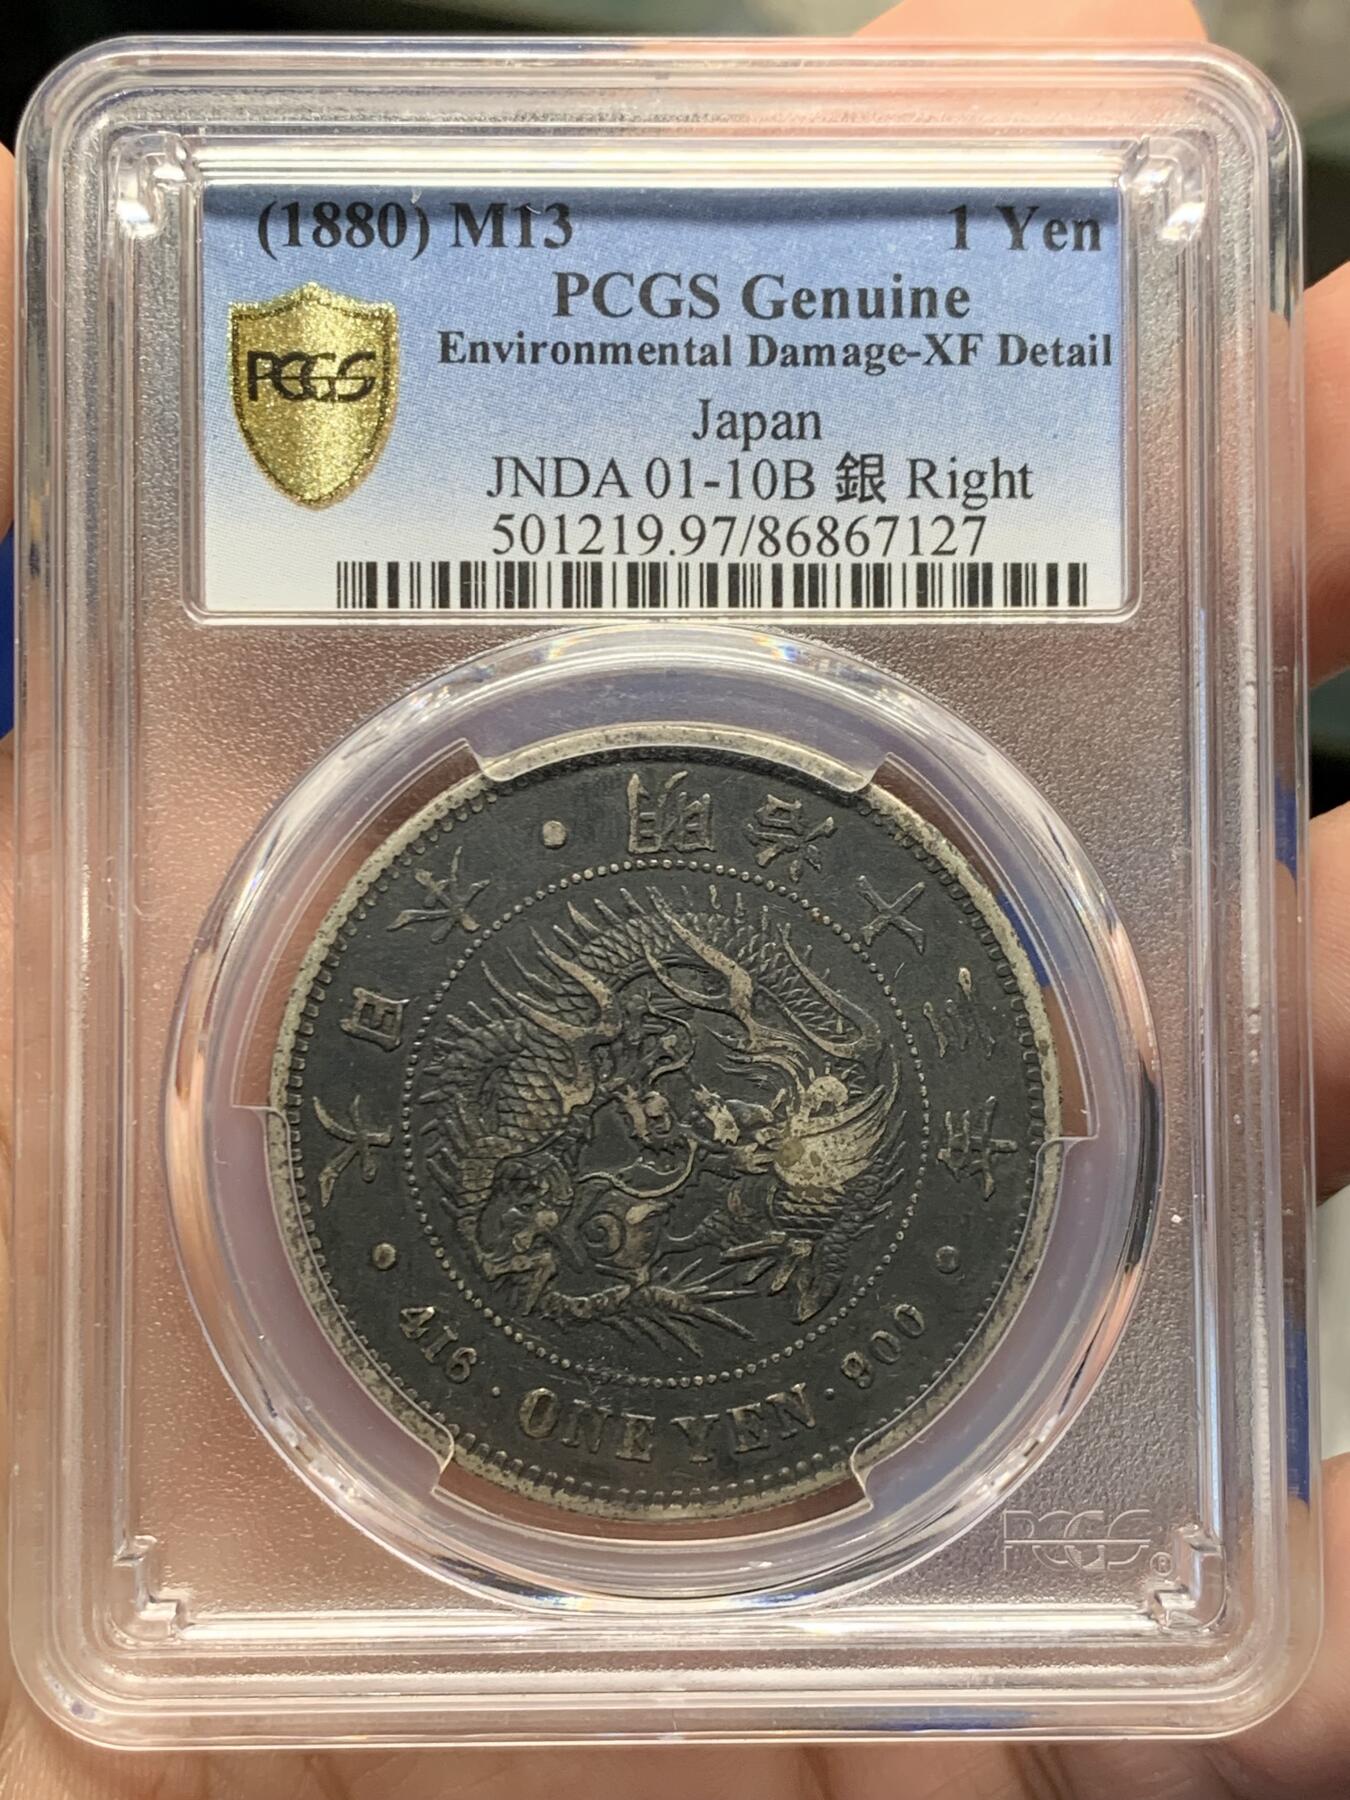 (1880) M13 1 Yen
PCGS Genuine
Environmental Damage-XF Detail
PCGS
Japan
JNDA 01-10B 銀 Right
501219.97/86867127
大日本 • 明治十三年
• 416 · ONE YEN · 900 •
PCGS®